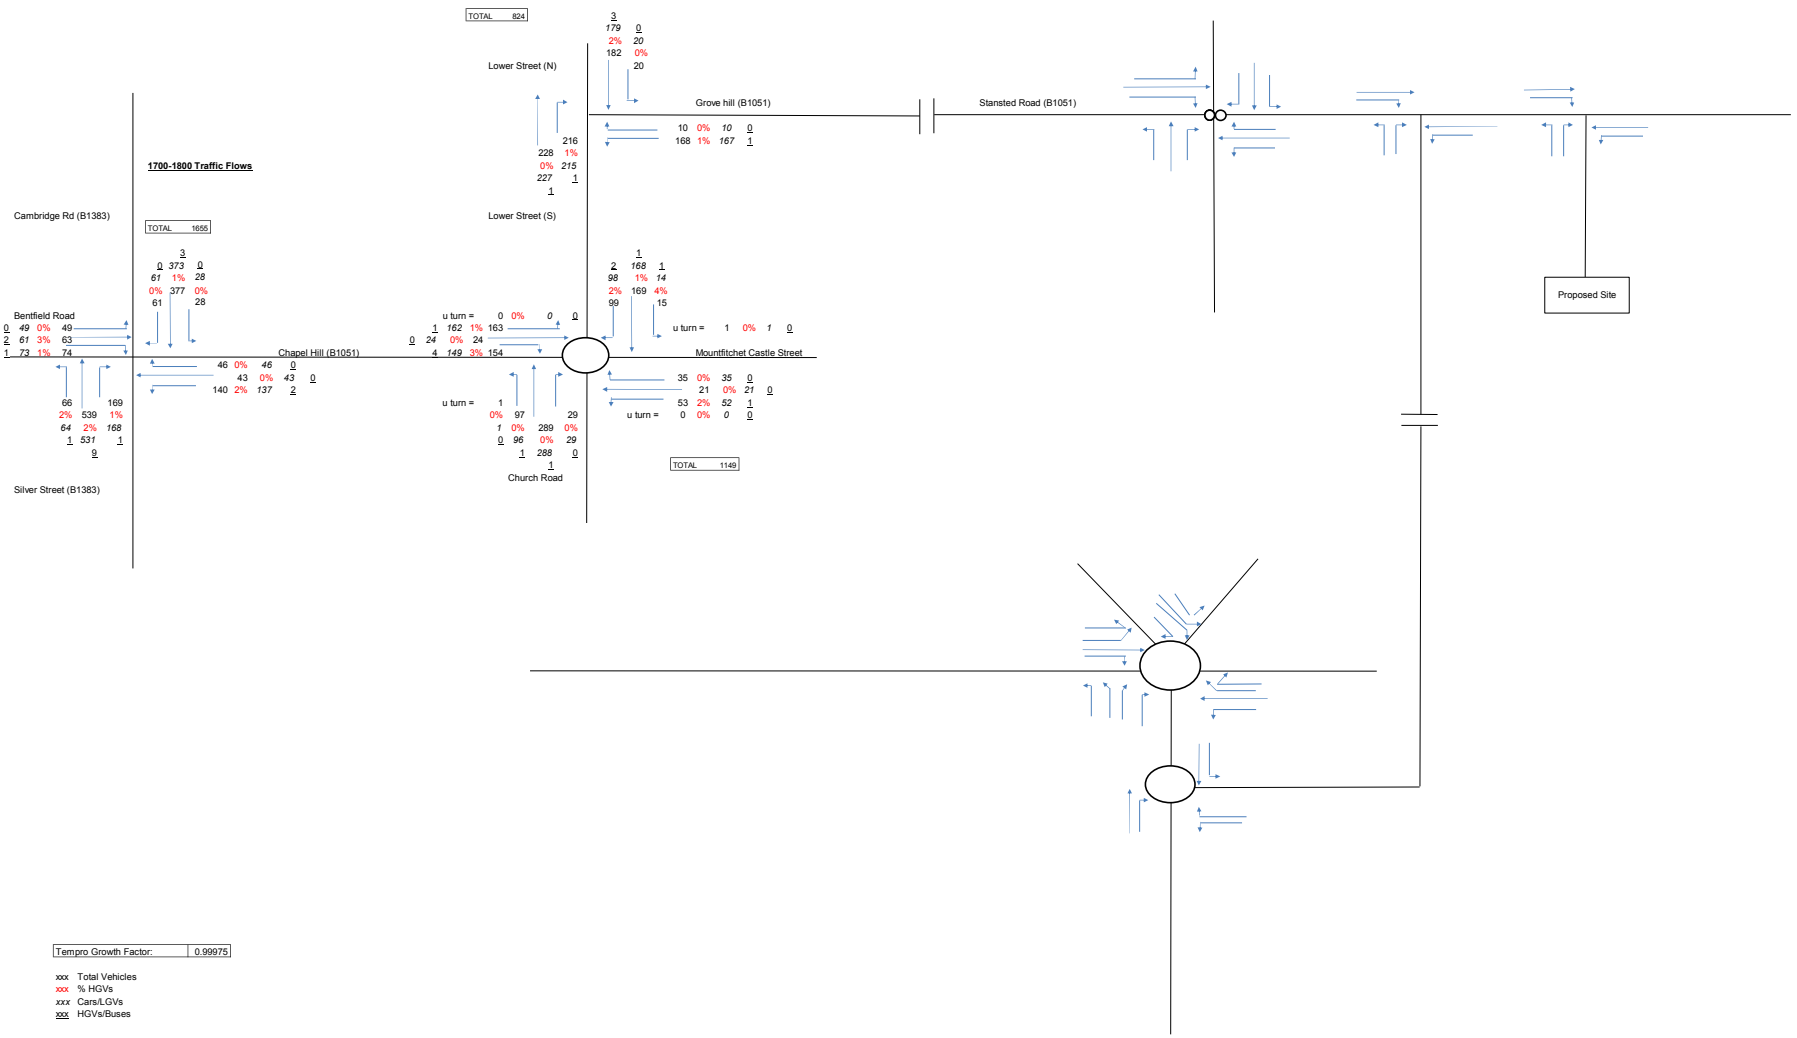 TOTAL 824
3
179 0
2% 20
182 0%
20
Lower Street (N)
Grove hill (B1051)
Stansted Road (B1051)
10 0% 10 0
168 1% 167 1
216
228 1%
0% 215
227 1
1
1700-1800 Traffic Flows
Cambridge Rd (B1383)
Lower Street (S)
TOTAL 1655
3
0 373 0
61 1% 28
0% 377 0%
61 28
1
2 168 1
98 1% 14
2% 169 4%
99 15
Proposed Site
Bentfield Road
0 49 0% 49
2 61 3% 63
1 73 1% 74
u turn = 0 0% 0 0
1 162 1% 163
0 24 0% 24
4 149 3% 154
u turn = 1 0% 1 0
Chapel Hill (B1051)
Mountfitchet Castle Street
46 0% 46 0
43 0% 43 0
140 2% 137 2
35 0% 35 0
21 0% 21 0
53 2% 52 1
u turn = 0 0% 0 0
66 169
2% 539 1%
64 2% 168
1 531 1
9
u turn = 1
0% 97 29
1 0% 289 0%
0 96 0% 29
1 288 0
1
TOTAL 1149
Church Road
Silver Street (B1383)
Tempro Growth Factor: 0.99975
xxx Total Vehicles
xxx % HGVs
xxx Cars/LGVs
xxx HGVs/Buses